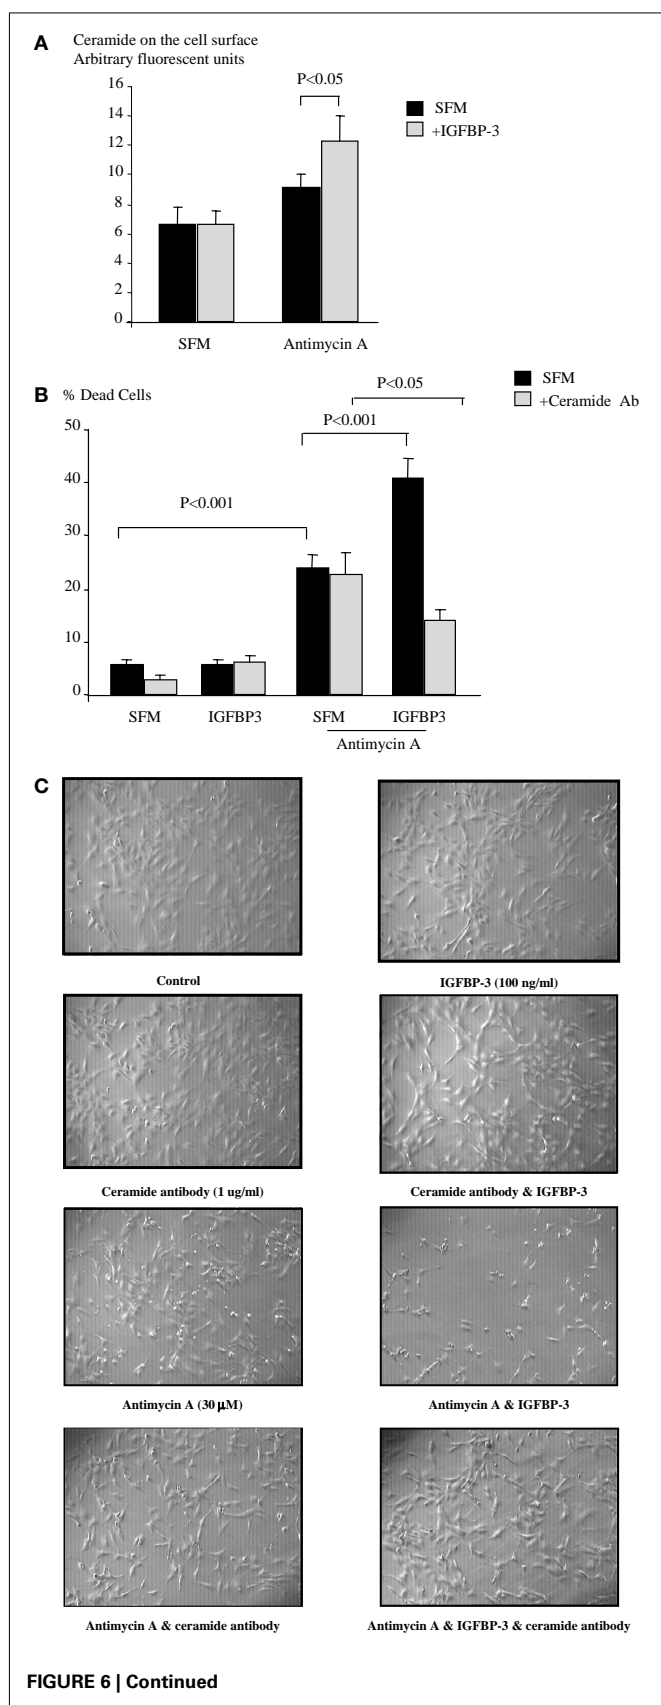 A
Ceramide on the cell surface
Arbitrary fluorescent units
P<0.05
SFM
+IGFBP-3
16
14
12
10
8
6
4
2
0
SFM Antimycin A
B
% Dead Cells
P<0.05
SFM
+Ceramide Ab
P<0.001
P<0.001
50
40
30
20
10
0
SFM IGFBP3 SFM IGFBP3
Antimycin A
C
Control IGFBP-3 (100 ng/ml)
Ceramide antibody (1 ug/ml) Ceramide antibody & IGFBP-3
Antimycin A (30 μM) Antimycin A & IGFBP-3
Antimycin A & ceramide antibody Antimycin A & IGFBP-3 & ceramide antibody
FIGURE 6 | Continued